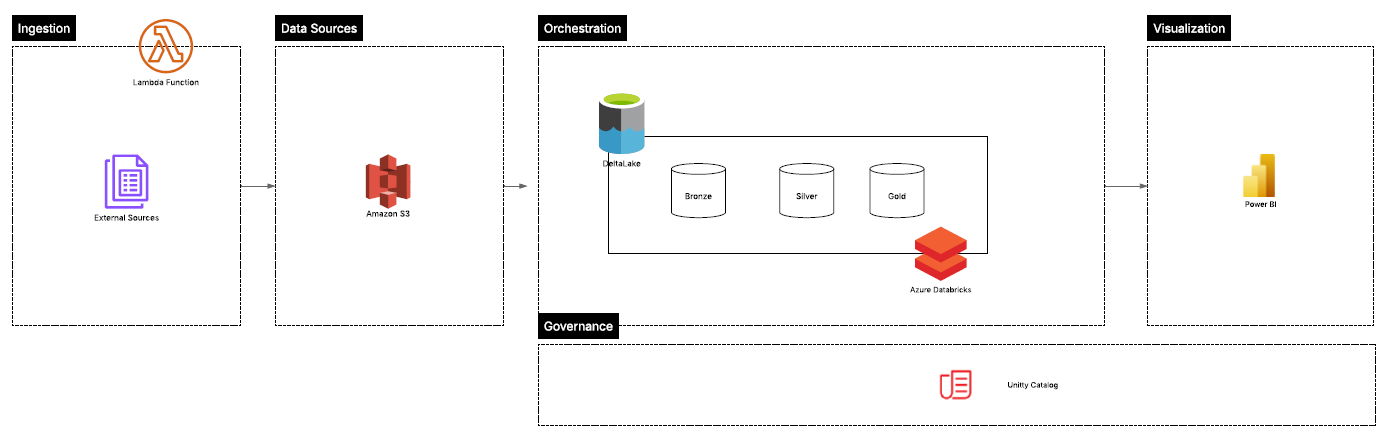 Ingestion
Lambda Function
External Sources
Data Sources
Amazon S3
Orchestration
DeltaLake
Bronze
Silver
Gold
Azure Databricks
Visualization
Power BI
Governance
Unitty Catalog